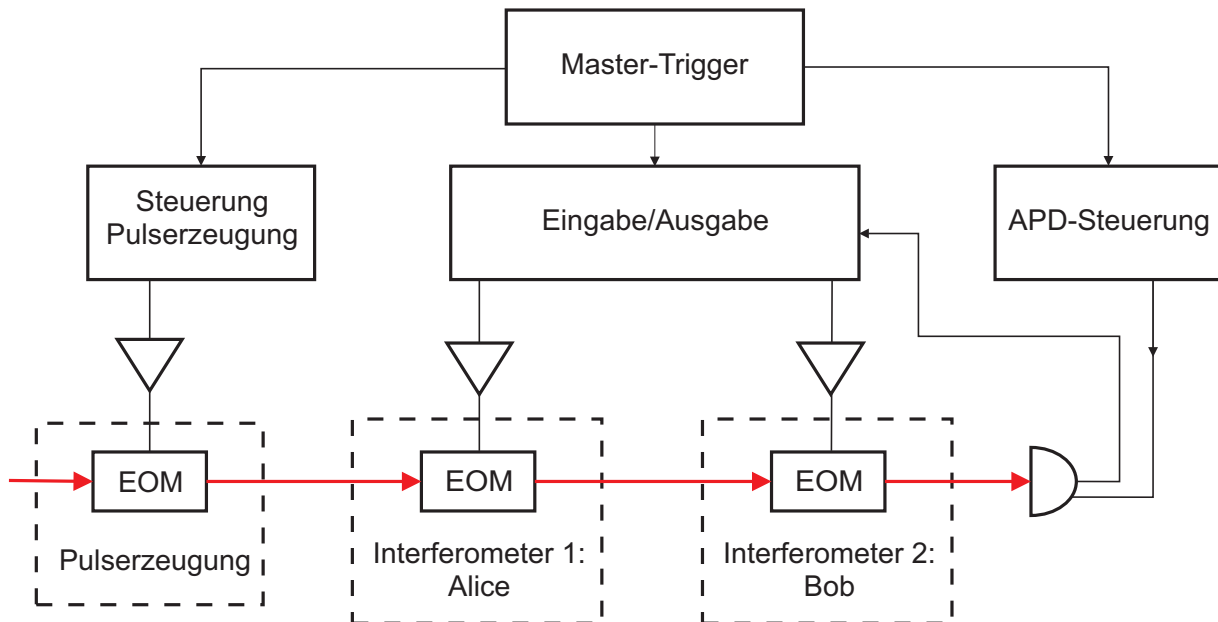 Master-Trigger
Steuerung
Pulserzeugung
Eingabe/Ausgabe
APD-Steuerung
EOM
EOM
EOM
Pulserzeugung
Interferometer 1:
Alice
Interferometer 2:
Bob